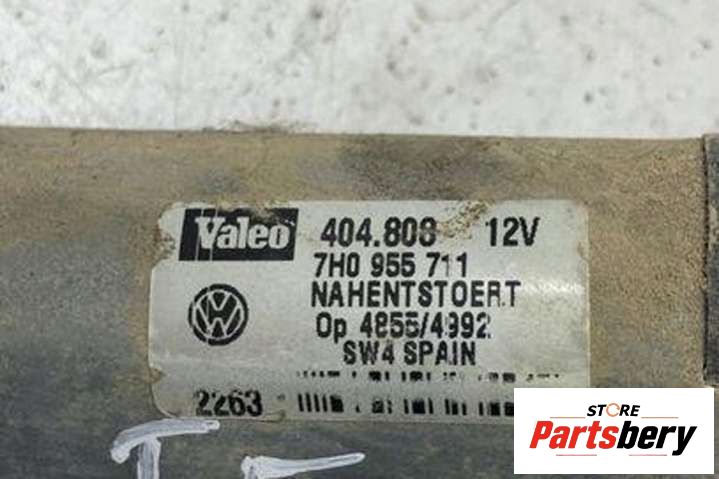 Valeo 404.808 12V
7H0 955 711
NAHENTSTOERT
Op 4855/4992
SW4 SPAIN
2263
STORE
Partsbery